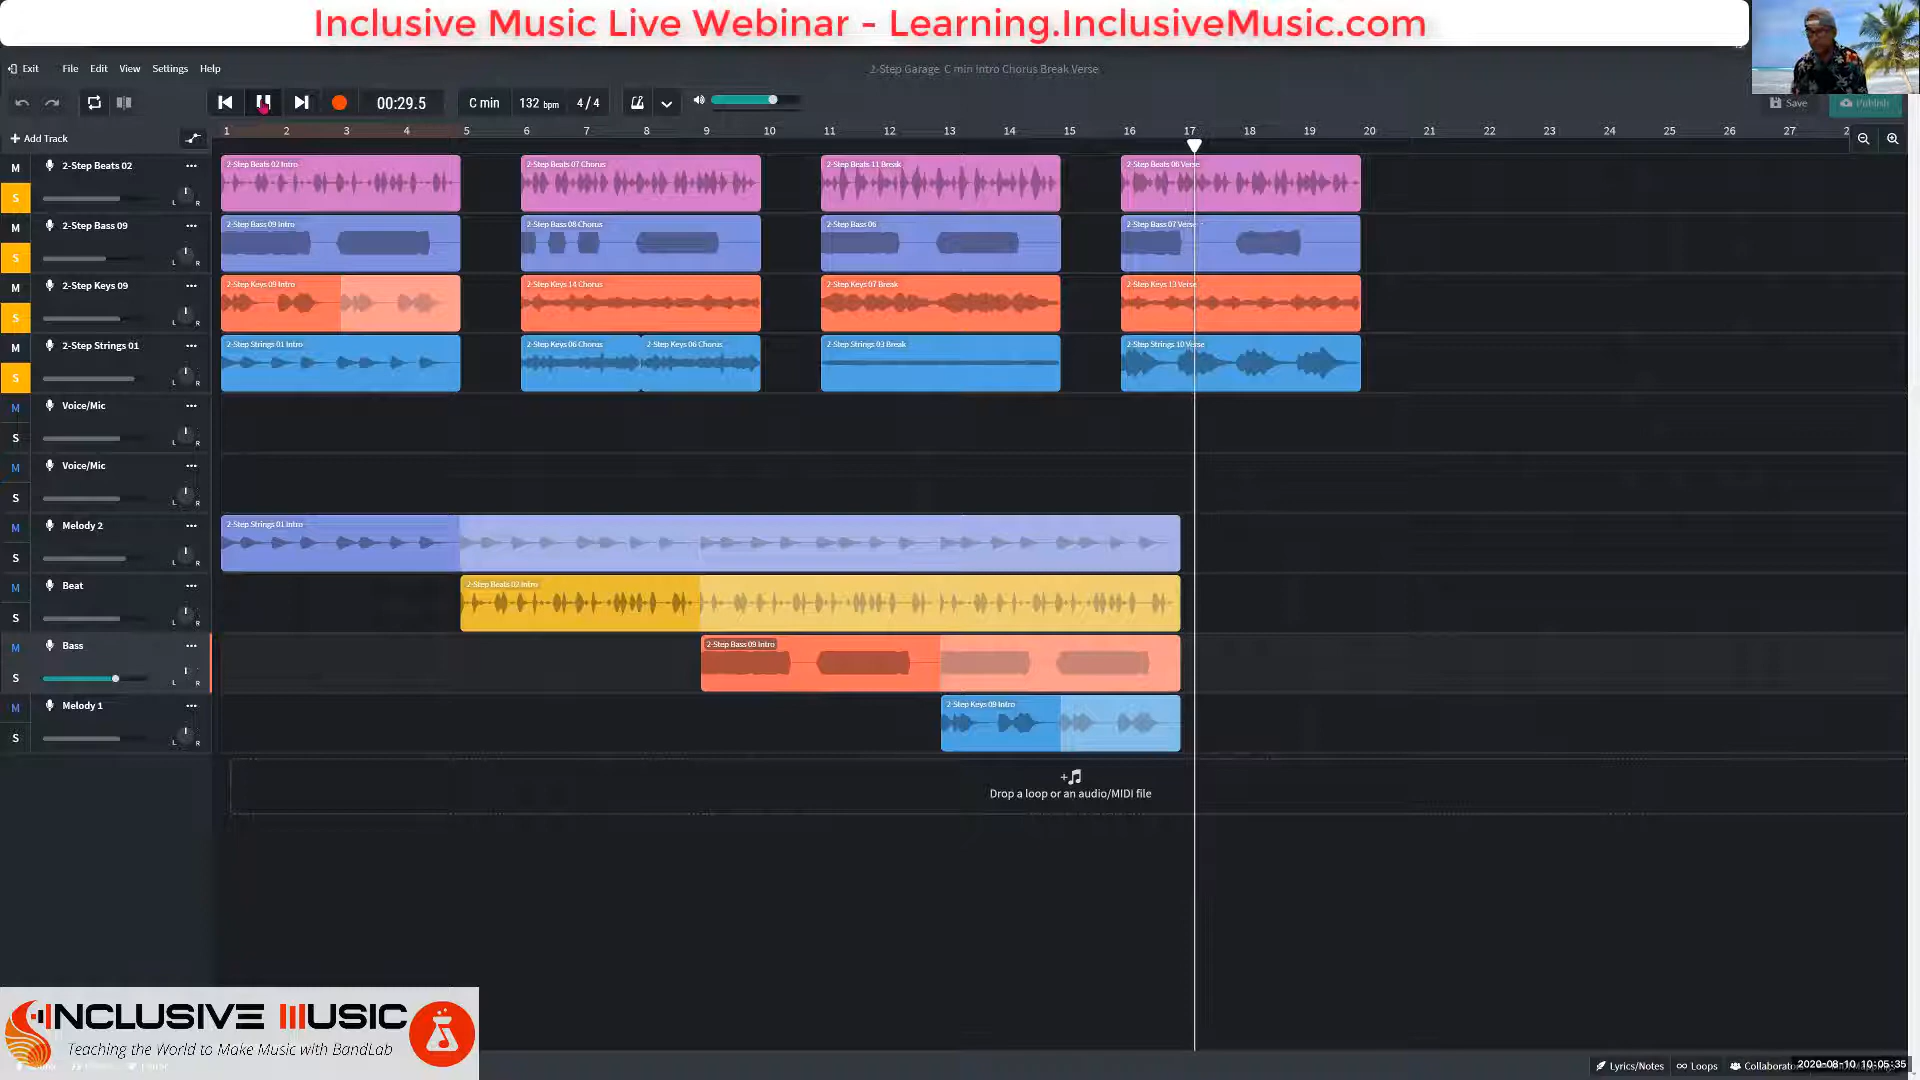 Inclusive Music Live Webinar - Learning.InclusiveMusic.com
Exit File Edit View Settings Help
2-Step Garage C min Intro Chorus Break Verse
00:29.5 C min 132 bpm 4/4
Save Publish
+ Add Track
1 2 3 4 5 6 7 8 9 10 11 12 13 14 15 16 17 18 19 20 21 22 23 24 25 26 27
M 2-Step Beats 02 ...
S L R
2-Step Beats 02 Intro 2-Step Beats 07 Chorus 2-Step Beats 11 Break 2-Step Beats 06 Verse
M 2-Step Bass 09 ...
S L R
2-Step Bass 09 Intro 2-Step Bass 08 Chorus 2-Step Bass 06 2-Step Bass 07 Verse
M 2-Step Keys 09 ...
S L R
2-Step Keys 09 Intro 2-Step Keys 14 Chorus 2-Step Keys 07 Break 2-Step Keys 13 Verse
M 2-Step Strings 01 ...
S L R
2-Step Strings 01 Intro 2-Step Keys 06 Chorus 2-Step Keys 06 Chorus 2-Step Strings 03 Break 2-Step Strings 10 Verse
M Voice/Mic ...
S L R
M Voice/Mic ...
S L R
M Melody 2 ...
S L R
2-Step Strings 01 Intro
M Beat ...
S L R
2-Step Beats 02 Intro
M Bass ...
S L R
2-Step Bass 09 Intro
M Melody 1 ...
S L R
2-Step Keys 09 Intro
Drop a loop or an audio/MIDI file
INCLUSIVE MUSIC
Teaching the World to Make Music with BandLab
Lyrics/Notes Loops Collaborat
2020-08-10 10:05:35